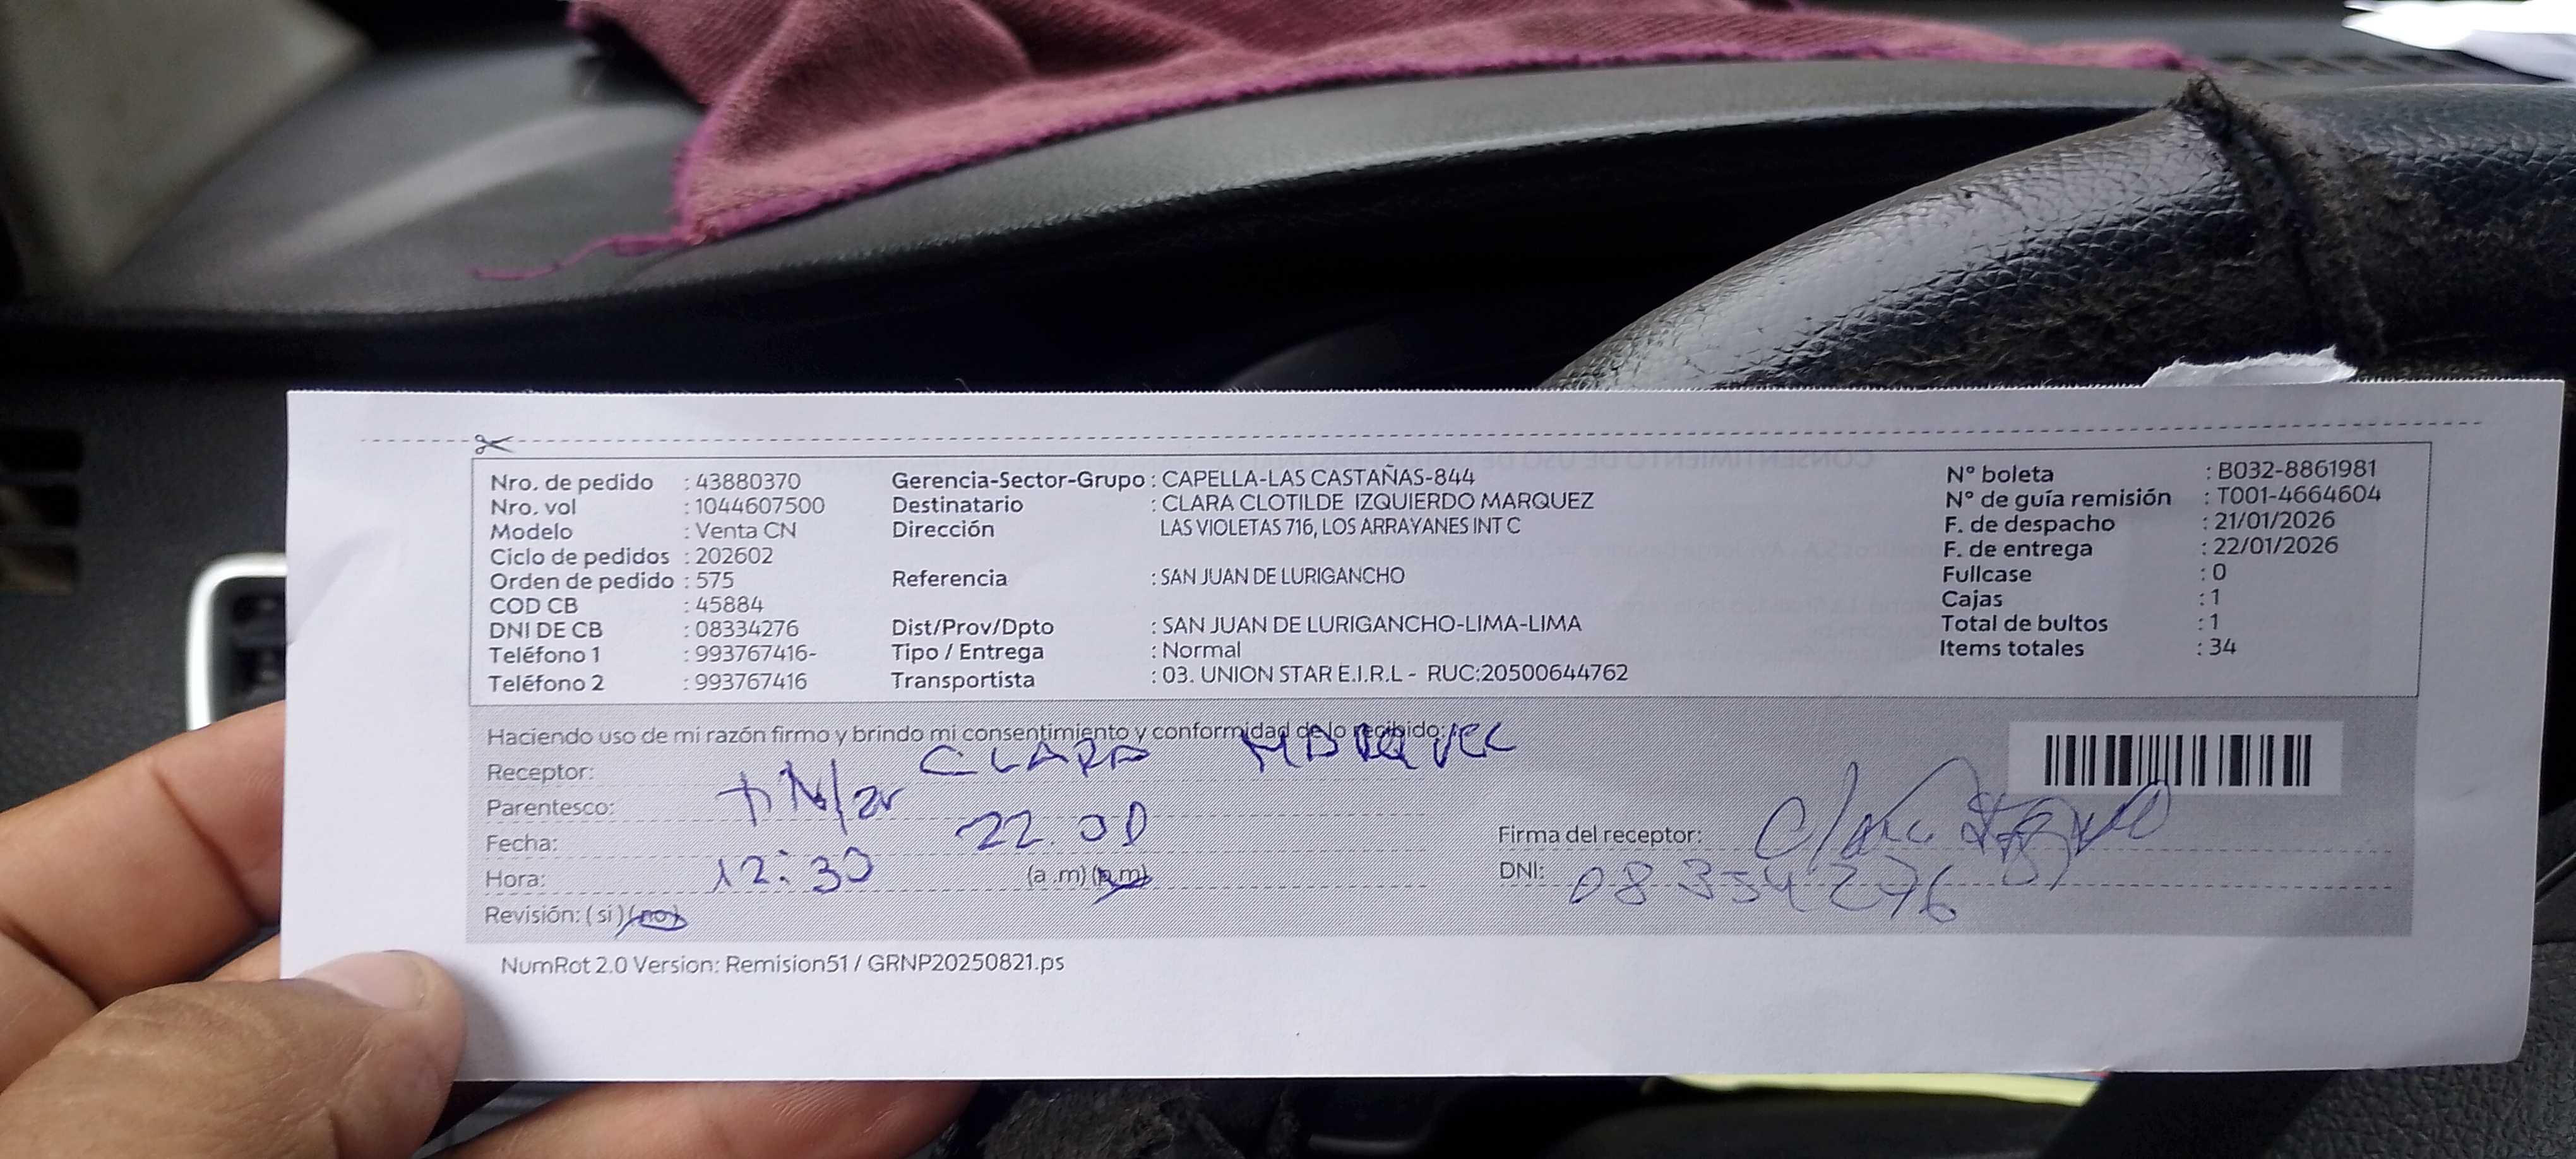 Nro. de pedido : 43880370
Nro. vol : 1044607500
Modelo : Venta CN
Ciclo de pedidos : 202602
Orden de pedido : 575
COD CB : 45884
DNI DE CB : 08334276
Teléfono 1 : 993767416-
Teléfono 2 : 993767416
Gerencia-Sector-Grupo : CAPELLA-LAS CASTAÑAS-844
Destinatario : CLARA CLOTILDE IZQUIERDO MARQUEZ
Dirección LAS VIOLETAS 716, LOS ARRAYANES INT C
Referencia : SAN JUAN DE LURIGANCHO
Dist/Prov/Dpto : SAN JUAN DE LURIGANCHO-LIMA-LIMA
Tipo / Entrega : Normal
Transportista : 03. UNION STAR E.I.R.L - RUC:20500644762
N° boleta : B032-8861981
N° de guía remisión : T001-4664604
F. de despacho : 21/01/2026
F. de entrega : 22/01/2026
Fullcase : 0
Cajas : 1
Total de bultos : 1
Items totales : 34
Haciendo uso de mi razón firmo y brindo mi consentimiento y conformidad de lo recibido:
Receptor: CLARA
Parentesco:
Fecha: 22
Hora: 12:30 (a .m) (p.m)
Revisión: ( si ) (no)
Firma del receptor: Clara
DNI: 08334276
NumRot 2.0 Version: Remision51 / GRNP20250821.ps